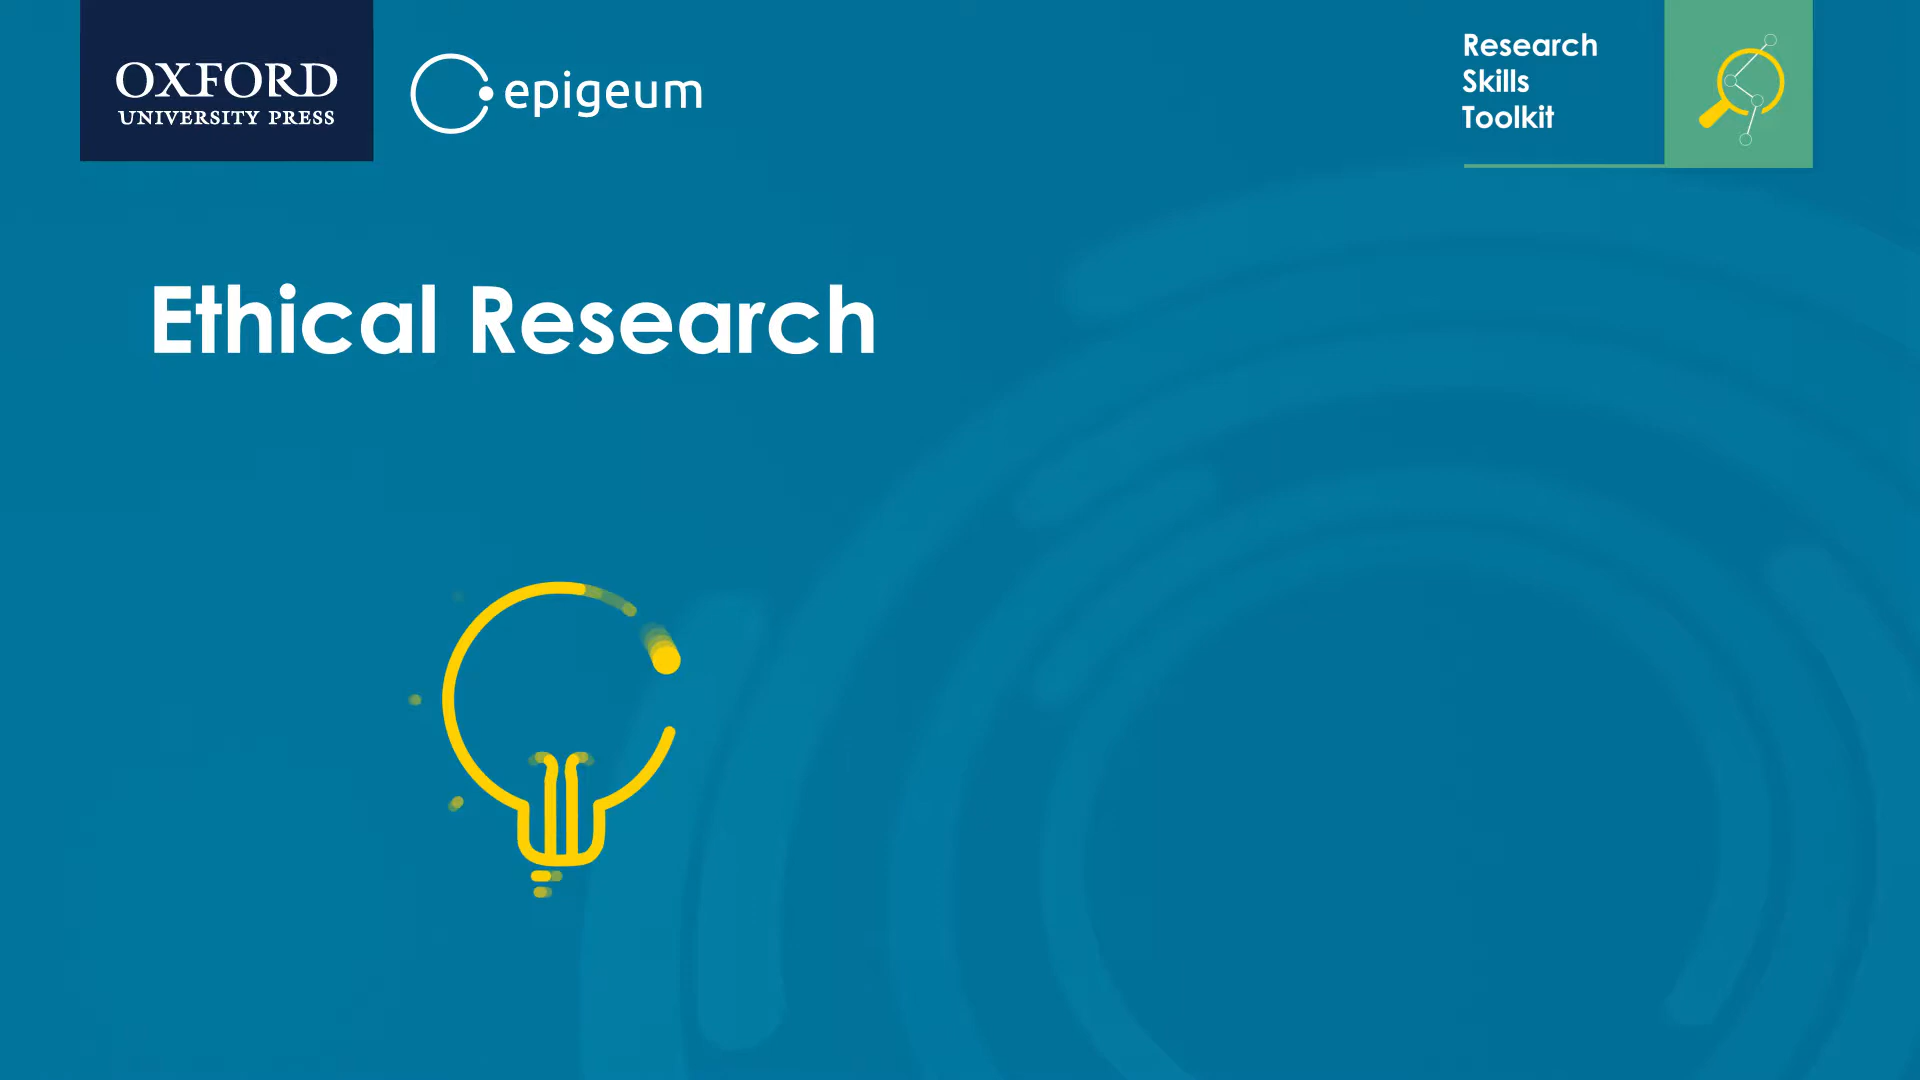 OXFORD
UNIVERSITY PRESS
epigeum
Research
Skills
Toolkit
Ethical Research